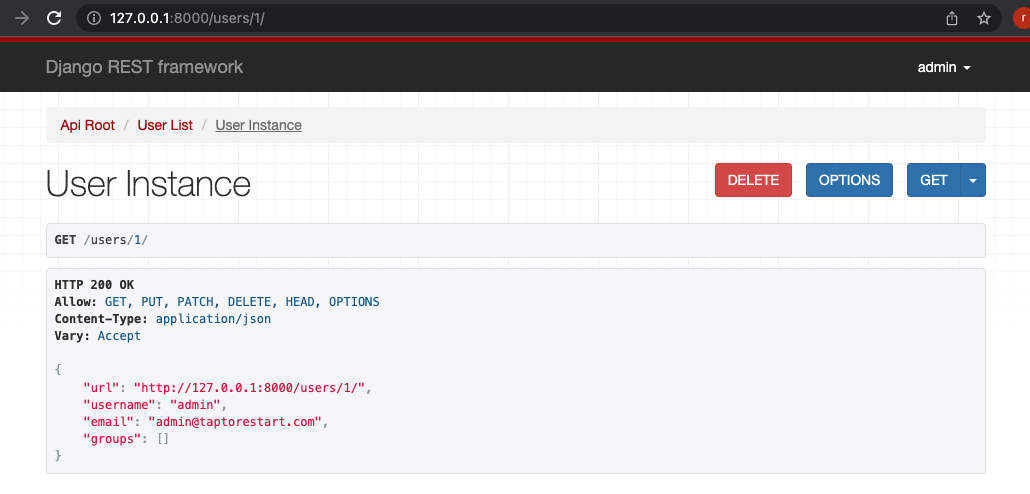 127.0.0.1:8000/users/1/
r
Django REST framework
admin
Api Root / User List / User Instance
User Instance
DELETE
OPTIONS
GET
GET /users/1/
HTTP 200 OK
Allow: GET, PUT, PATCH, DELETE, HEAD, OPTIONS
Content-Type: application/json
Vary: Accept
{
    "url": "http://127.0.0.1:8000/users/1/",
    "username": "admin",
    "email": "admin@taptorestart.com",
    "groups": []
}